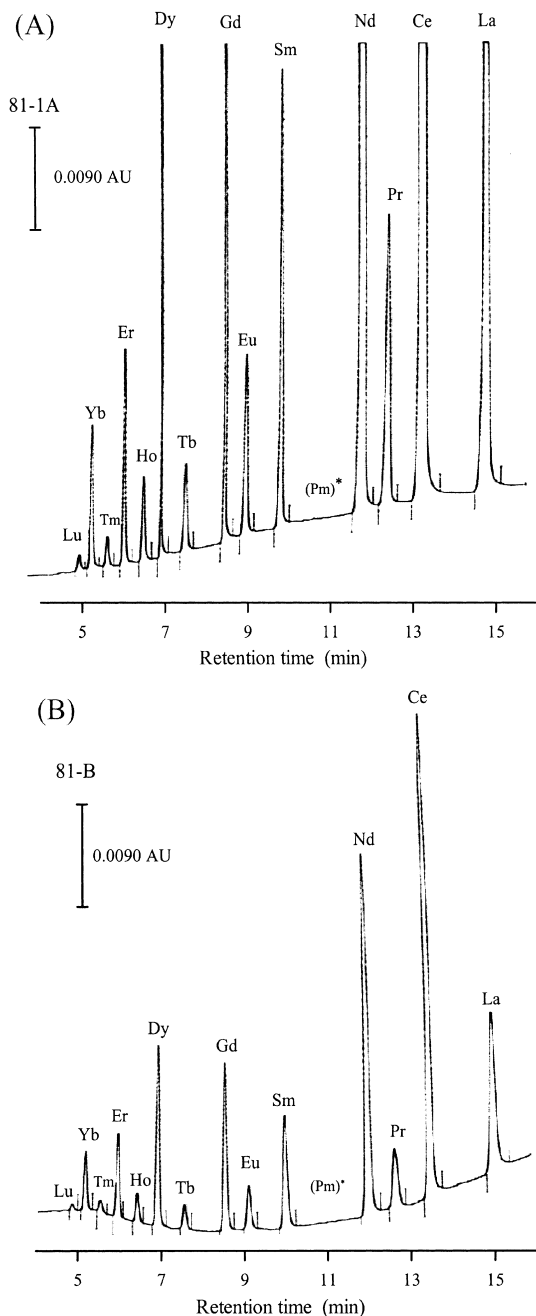 (A)
Dy Gd Sm Nd Ce La
81-1A
0.0090 AU
Pr
Er Eu
Yb
Ho Tb
(Pm)*
Lu Tm
5 7 9 11 13 15
Retention time (min)
(B)
Ce
81-B
0.0090 AU
Nd
La
Dy Gd
Sm
Er
Yb Pr
Eu
Lu Tm Ho Tb (Pm)*
5 7 9 11 13 15
Retention time (min)